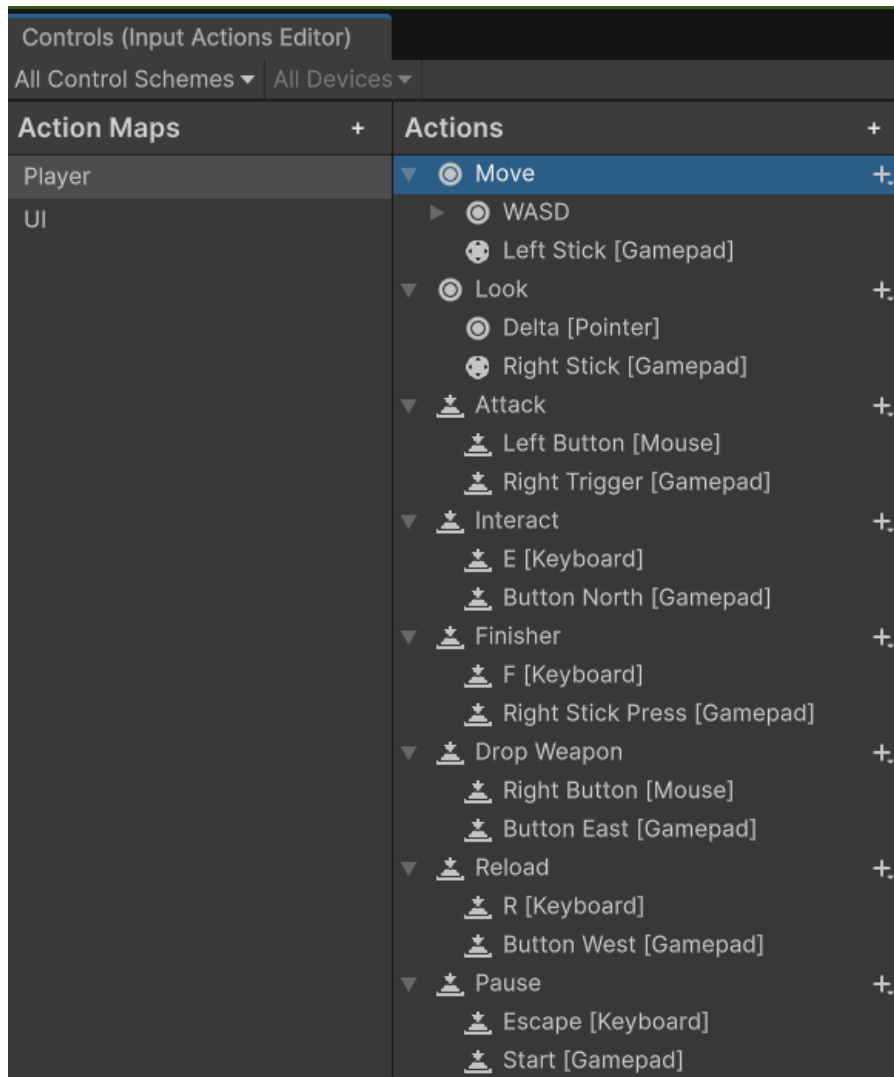 Controls (Input Actions Editor)
All Control Schemes All Devices
Action Maps +
Player
UI
Actions +
Move
WASD
Left Stick [Gamepad]
Look
Delta [Pointer]
Right Stick [Gamepad]
Attack
Left Button [Mouse]
Right Trigger [Gamepad]
Interact
E [Keyboard]
Button North [Gamepad]
Finisher
F [Keyboard]
Right Stick Press [Gamepad]
Drop Weapon
Right Button [Mouse]
Button East [Gamepad]
Reload
R [Keyboard]
Button West [Gamepad]
Pause
Escape [Keyboard]
Start [Gamepad]